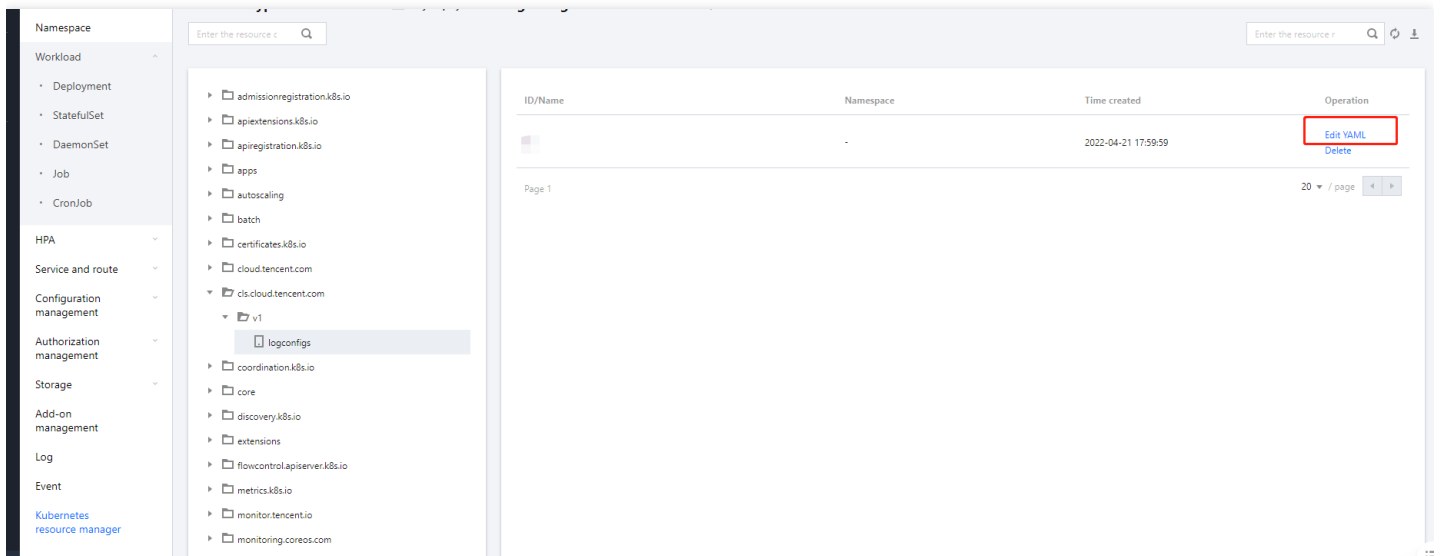 Namespace
Workload
Deployment
StatefulSet
DaemonSet
Job
CronJob
HPA
Service and route
Configuration
management
Authorization
management
Storage
Add-on
management
Log
Event
Kubernetes
resource manager
Enter the resource c
admissionregistration.k8s.io
apiextensions.k8s.io
apiregistration.k8s.io
apps
autoscaling
batch
certificates.k8s.io
cloud.tencent.com
cls.cloud.tencent.com
v1
logconfigs
coordination.k8s.io
core
discovery.k8s.io
extensions
flowcontrol.apiserver.k8s.io
metrics.k8s.io
monitor.tencent.io
monitoring.coreos.com
Enter the resource r
ID/Name Namespace Time created Operation
- 2022-04-21 17:59:59 Edit YAML
Delete
Page 1 20 / page